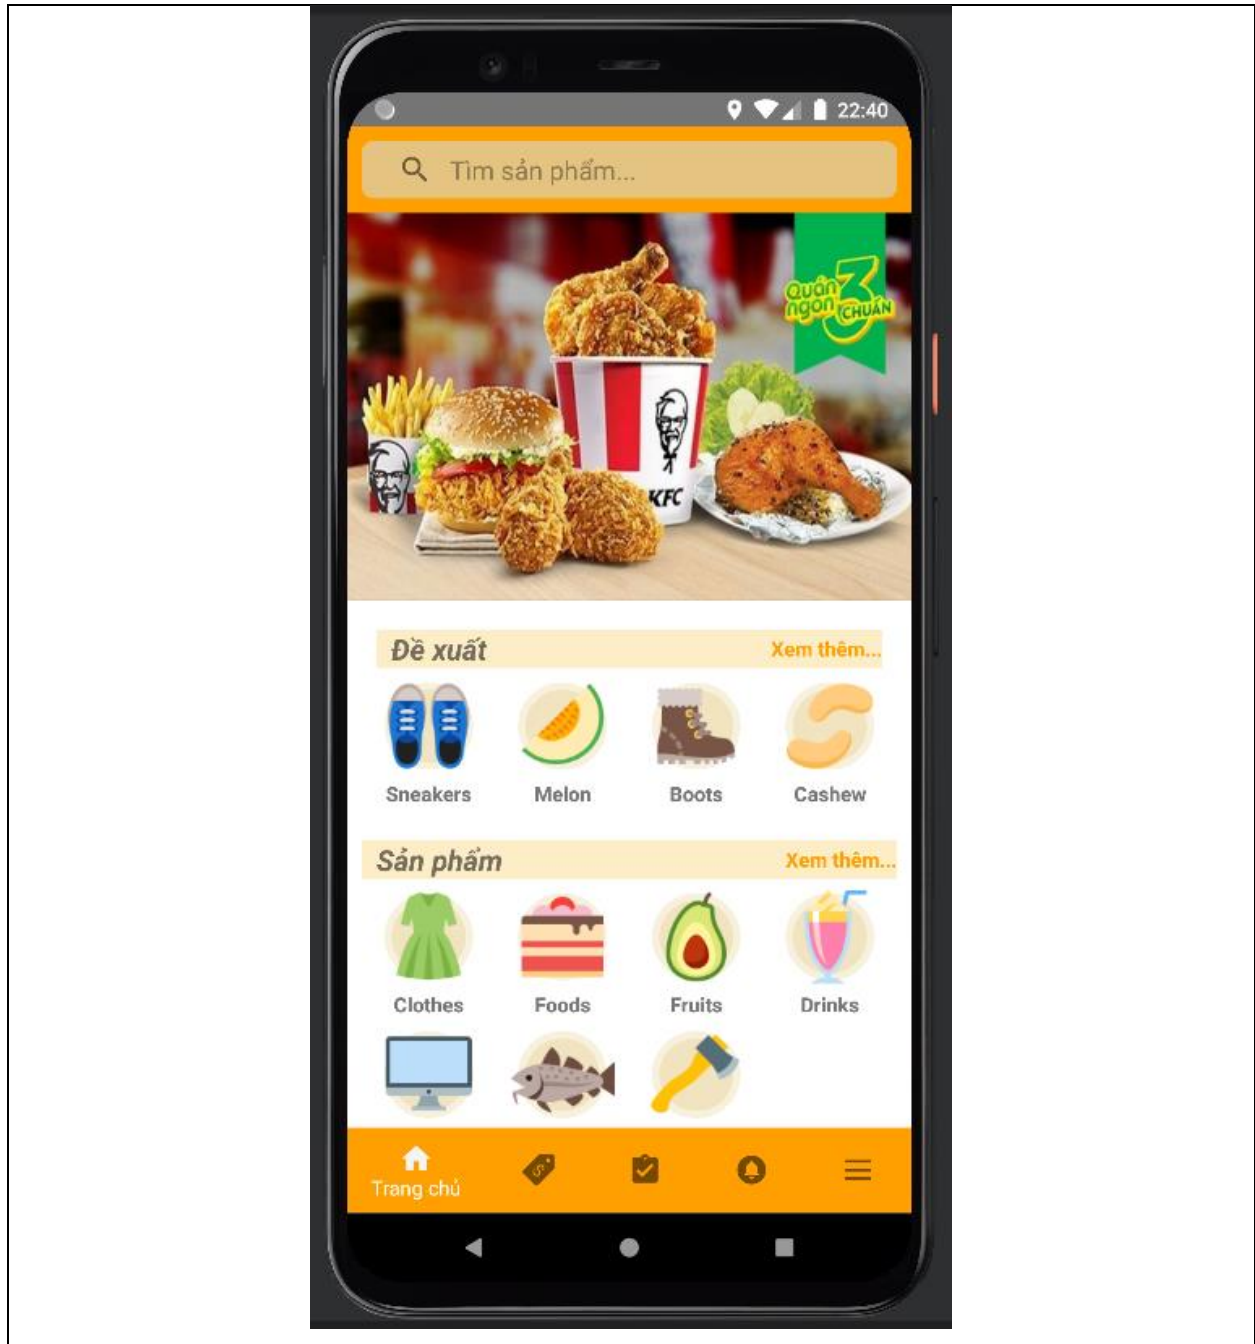 22:40
Tìm sản phẩm...
Quán
ngon
3
CHUẨN
KFC
Đề xuất
Xem thêm...
Sneakers
Melon
Boots
Cashew
Sản phẩm
Xem thêm...
Clothes
Foods
Fruits
Drinks
Trang chủ